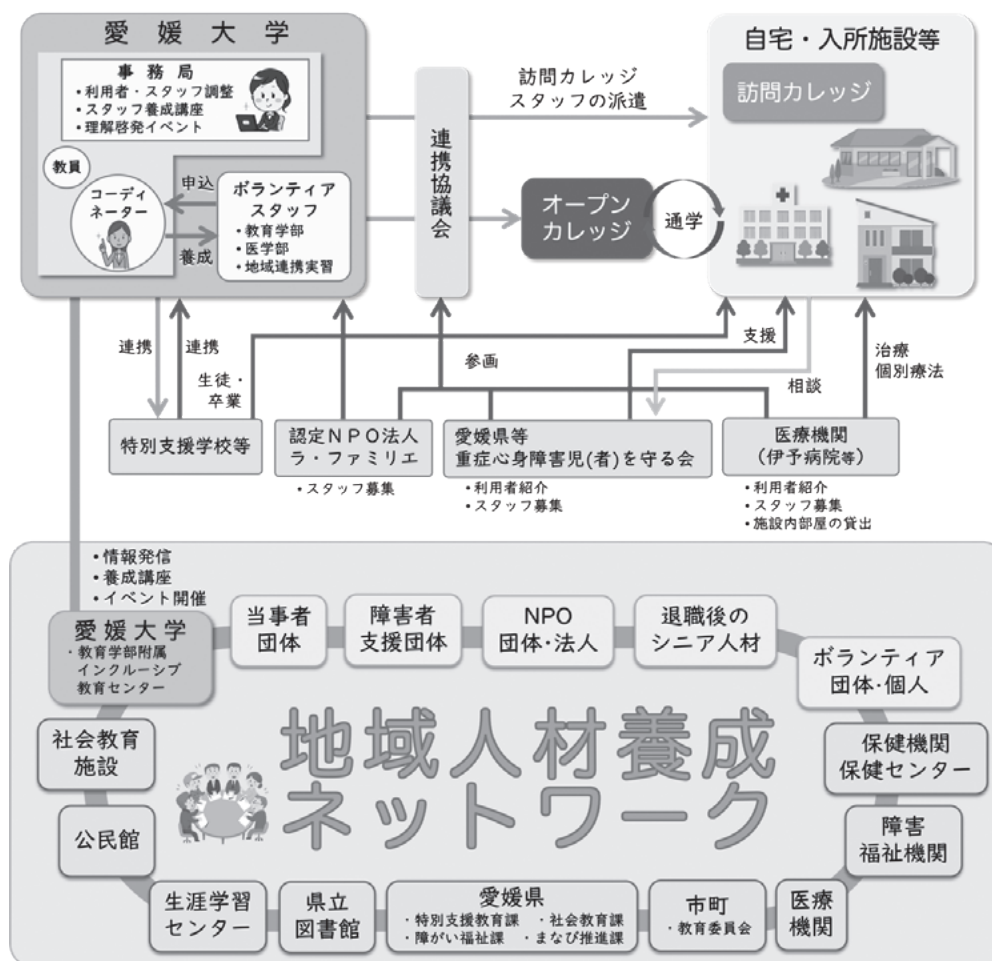 愛媛大学
事務局
・利用者・スタッフ調整
・スタッフ養成講座
・理解啓発イベント
教員
コーディ
ネーター
申込
養成
ボランティア
スタッフ
・教育学部
・医学部
・地域連携実習
連携協議会
訪問カレッジ
スタッフの派遣
オープン
カレッジ
通学
自宅・入所施設等
訪問カレッジ
連携
連携
生徒・
卒業
参画
支援
相談
治療
個別療法
特別支援学校等
認定NPO法人
ラ・ファミリエ
・スタッフ募集
愛媛県等
重症心身障害児(者)を守る会
・利用者紹介
・スタッフ募集
医療機関
（伊予病院等）
・利用者紹介
・スタッフ募集
・施設内部屋の貸出
・情報発信
・養成講座
・イベント開催
愛媛大学
・教育学部附属
インクルーシブ
教育センター
当事者
団体
障害者
支援団体
NPO
団体・法人
退職後の
シニア人材
ボランティア
団体・個人
保健機関
保健センター
障害
福祉機関
医療
機関
市町
・教育委員会
愛媛県
・特別支援教育課 ・社会教育課
・障がい福祉課 ・まなび推進課
県立
図書館
生涯学習
センター
公民館
社会教育
施設
地域人材養成
ネットワーク